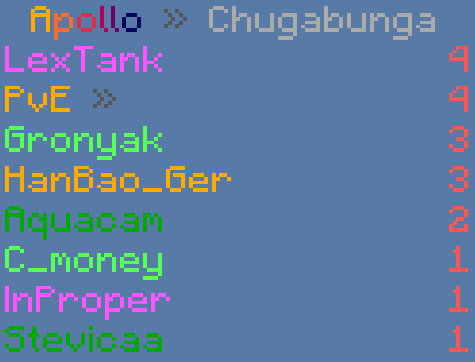 Apollo » Chugabunga
LexTank 4
PvE » 4
Gronyak 3
HanBao_Ger 3
Aquacam 2
C_money 1
InProper 1
Stevicaa 1